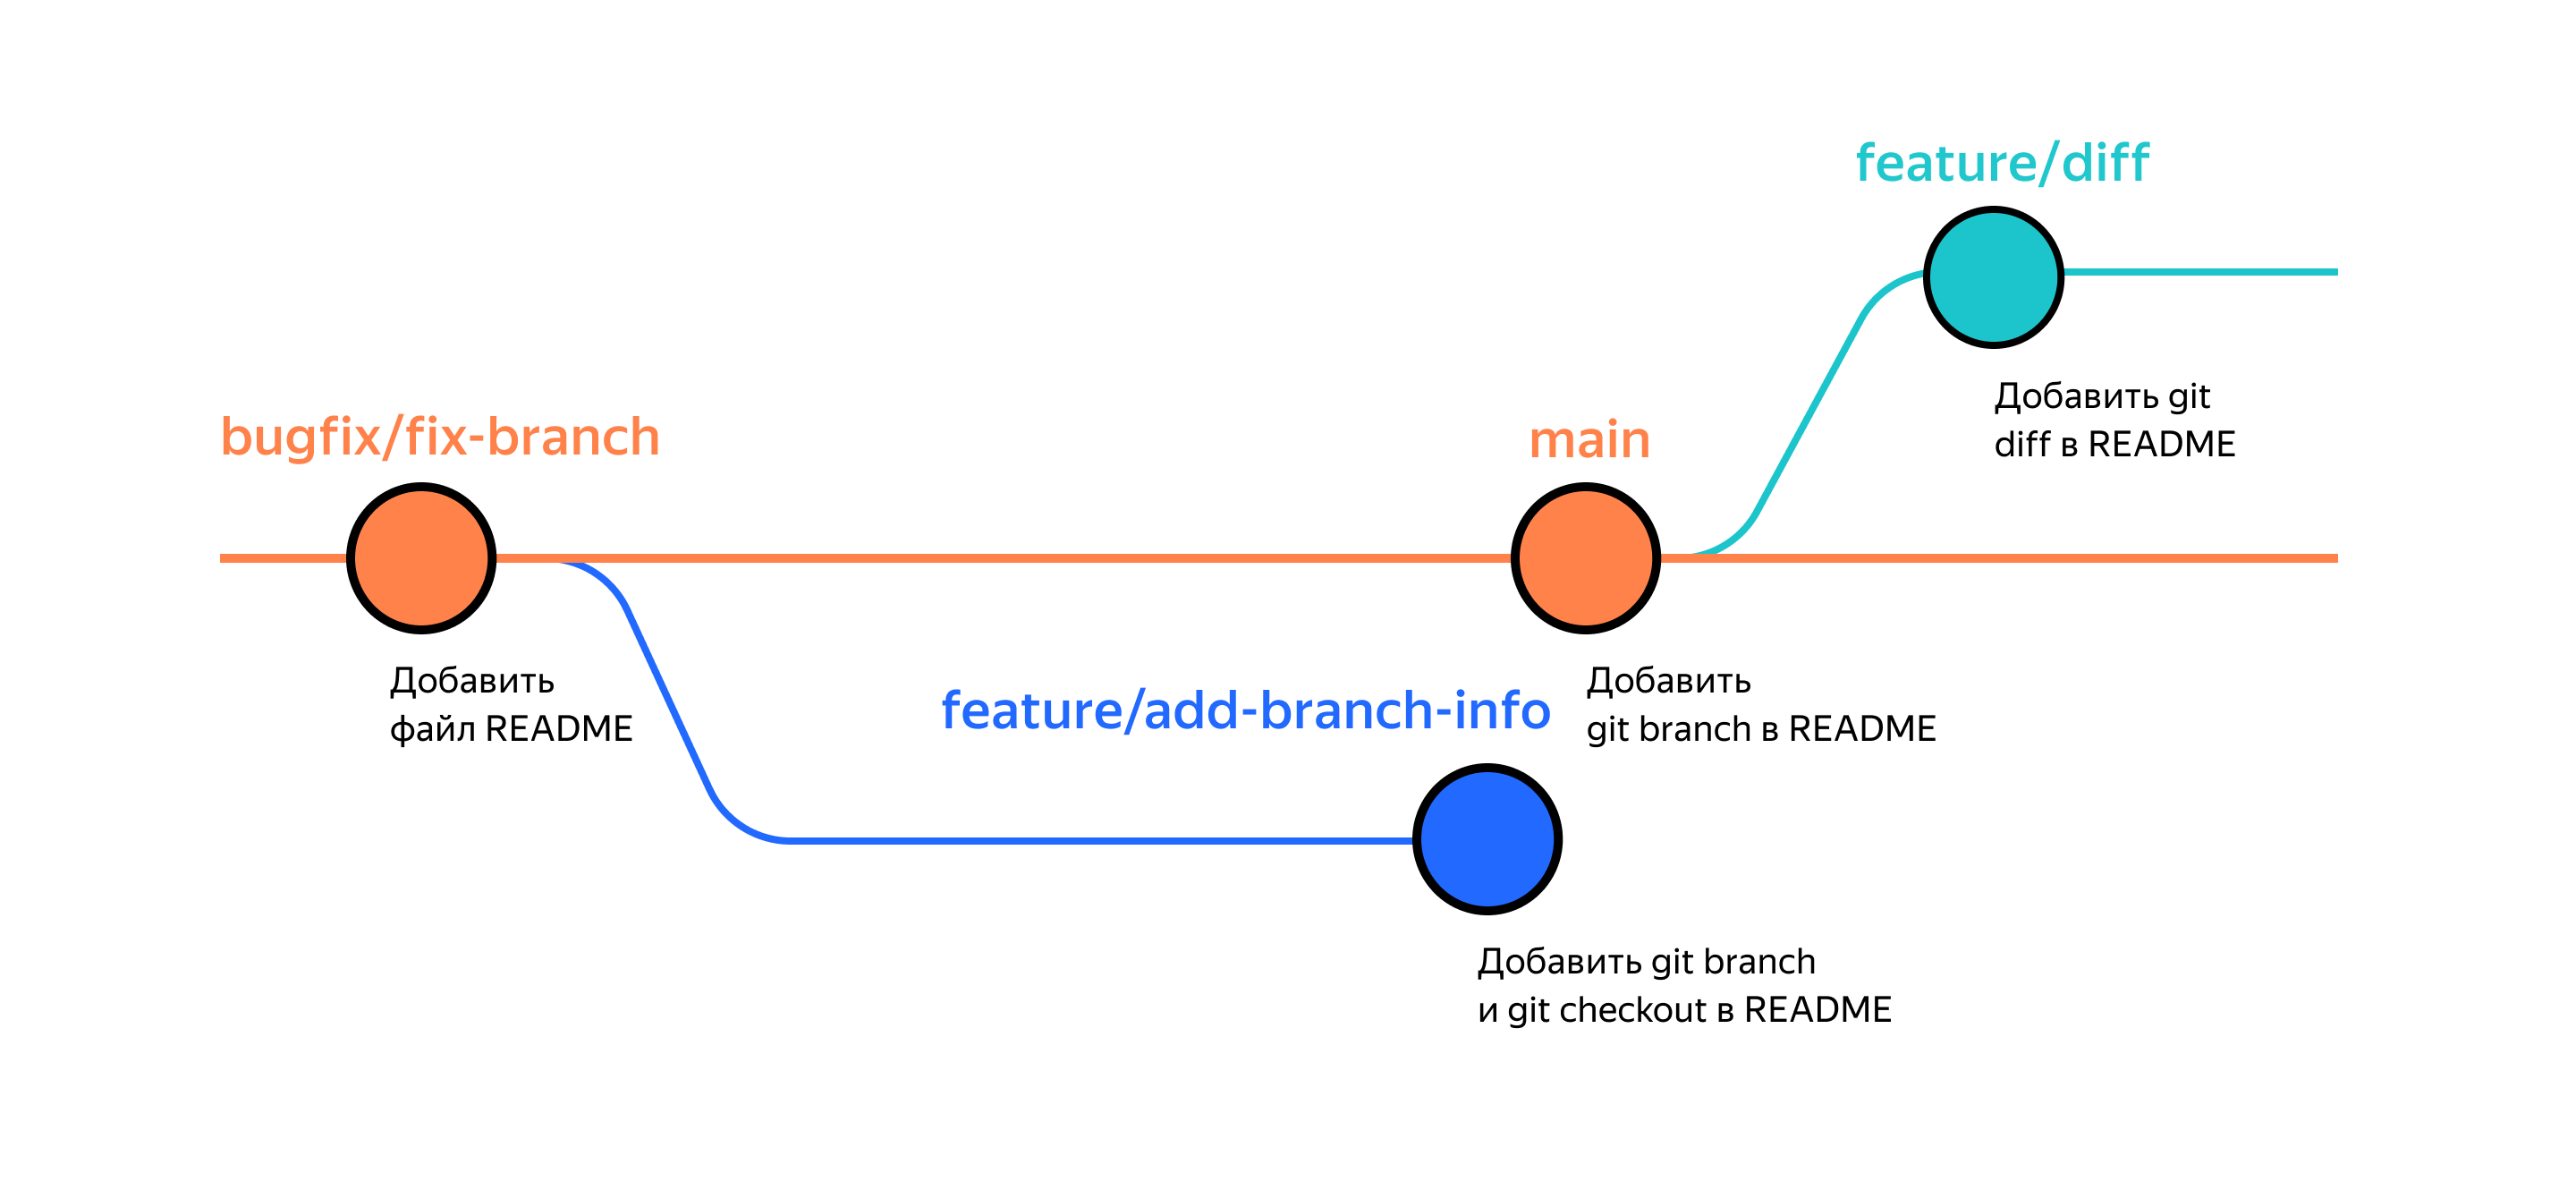 feature/diff
Добавить git
diff в README
bugfix/fix-branch
main
Добавить
файл README
Добавить
git branch в README
feature/add-branch-info
Добавить git branch
и git checkout в README